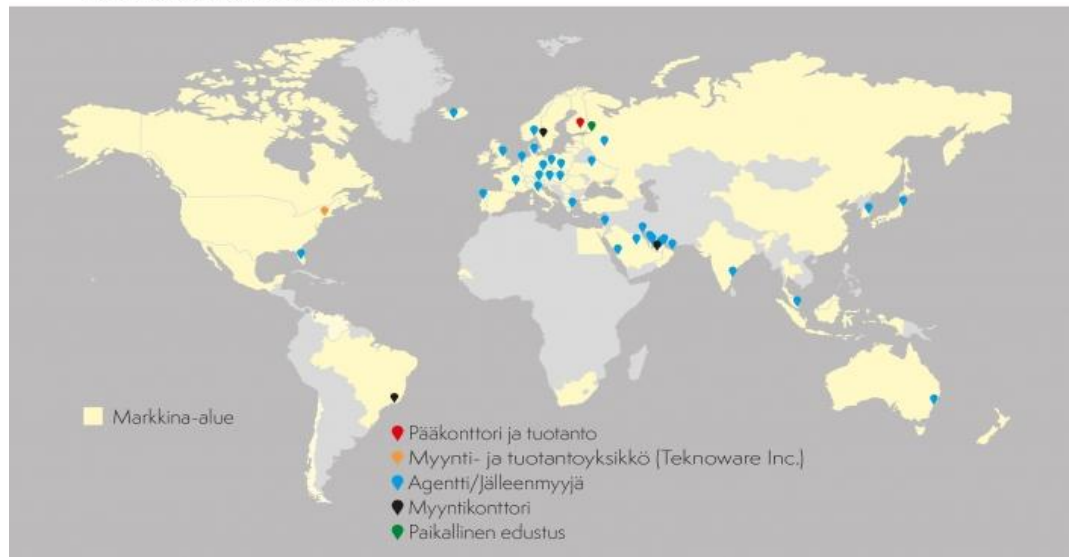 Markkina-alue
Pääkonttori ja tuotanto
Myynti- ja tuotantoyksikkö (Teknoware Inc.)
Agentti/Jälleenmyyjä
Myyntikonttori
Paikallinen edustus